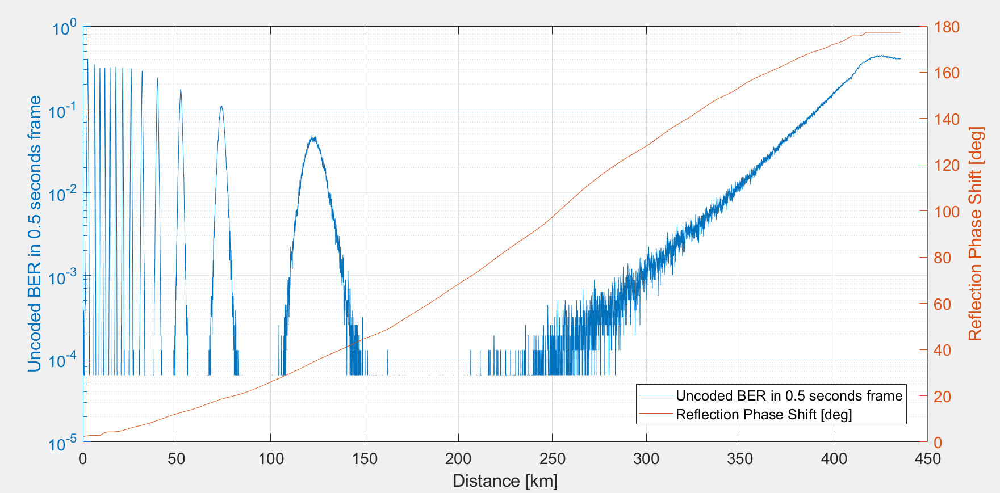 Uncoded BER in 0.5 seconds frame
10^0
10^-1
10^-2
10^-3
10^-4
10^-5
180
160
140
120
100
80
60
40
20
0
Reflection Phase Shift [deg]
Uncoded BER in 0.5 seconds frame
Reflection Phase Shift [deg]
0 50 100 150 200 250 300 350 400 450
Distance [km]